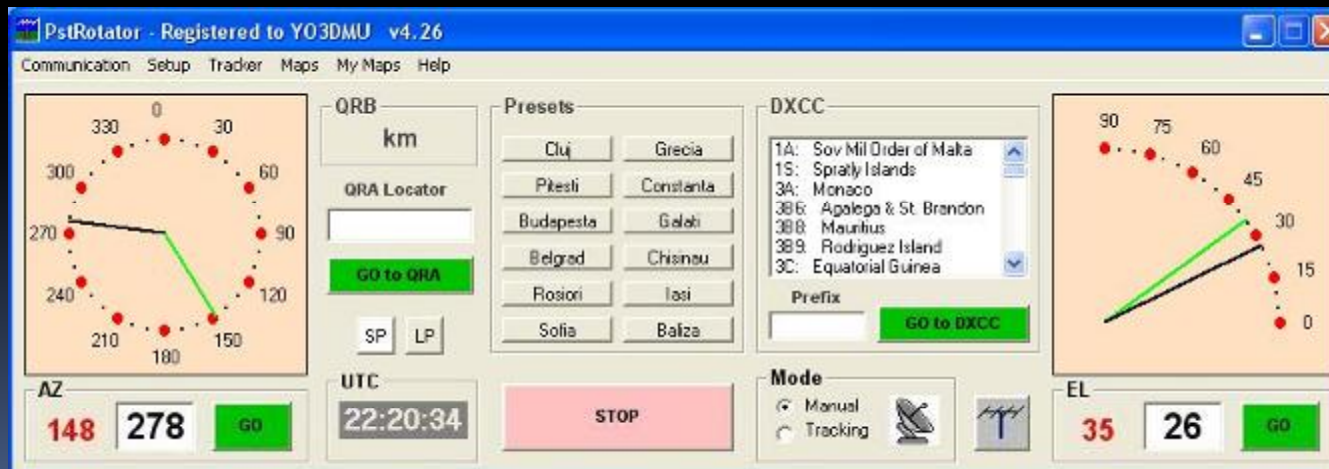 PstRotator - Registered to YO3DMU v4.26
Communication Setup Tracker Maps My Maps Help
0
30
60
90
120
150
180
210
240
270
300
330
AZ
148 278 GO
QRB
km
QRA Locator
GO to QRA
SP LP
UTC
22:20:34
Presets
Cluj Grecia
Pitesti Constanta
Budapesta Galati
Belgrad Chisinau
Rosiori Iasi
Sofia Baliza
STOP
DXCC
1A: Sov Mil Order of Malta
1S: Spratly Islands
3A: Monaco
3B6: Agalega & St. Brandon
3B8: Mauritius
3B9: Rodriguez Island
3C: Equatorial Guinea
Prefix
GO to DXCC
Mode
Manual
Tracking
90
75
60
45
30
15
0
EL
35 26 GO